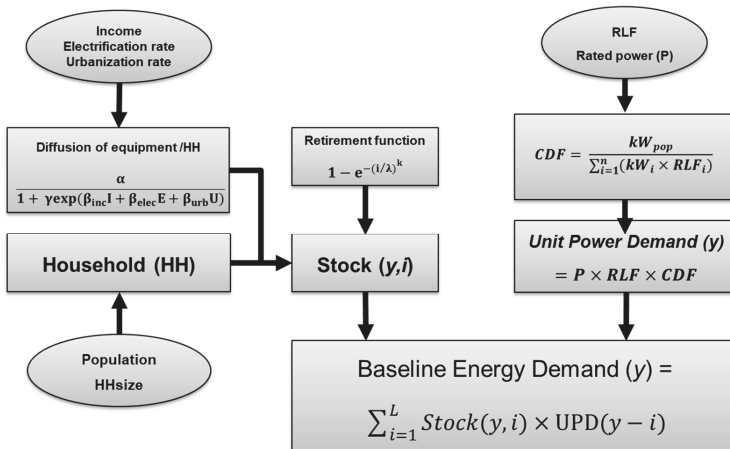 Income
Electrification rate
Urbanization rate
Diffusion of equipment /HH
α / 1 + γexp(β_inc I + β_elec E + β_urb U)
Household (HH)
Population
HHsize
Retirement function
1 − e^−(i/λ)^k
Stock (y,i)
RLF
Rated power (P)
CDF = kW_pop / ∑_{i=1}^{n}(kW_i × RLF_i)
Unit Power Demand (y)
= P × RLF × CDF
Baseline Energy Demand (y) =
∑_{i=1}^{L} Stock(y, i) × UPD(y − i)